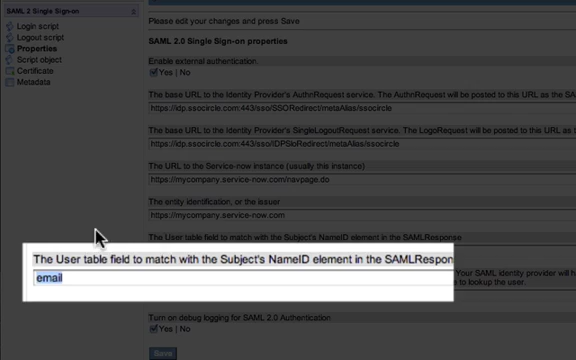 SAML 2 Single Sign-on
Login script
Logout script
Properties
Script object
Certificate
Metadata
Please edit your changes and press Save
SAML 2.0 Single Sign-on properties
Enable external authentication.
Yes | No
The base URL to the Identity Provider's AuthnRequest service. The AuthnRequest will be posted to this URL as the SA
https://idp.ssocircle.com:443/sso/SSORedirect/metaAlias/ssocircle
The base URL to the Identity Provider's SingleLogoutRequest service. The LogoRequest will be posted to this URL as t
https://idp.ssocircle.com:443/sso/IDPSloRedirect/metaAlias/ssocircle
The URL to the Service-now instance (usually this instance)
https://mycompany.service-now.com/navpage.do
The entity identification, or the issuer
https://mycompany.service-now.com
The User table field to match with the Subject's NameID element in the SAMLResponse
The User table field to match with the Subject's NameID element in the SAMLRespon
email
Your SAML identity provider will h
to lookup the user.
Turn on debug logging for SAML 2.0 Authentication
Yes | No
Save